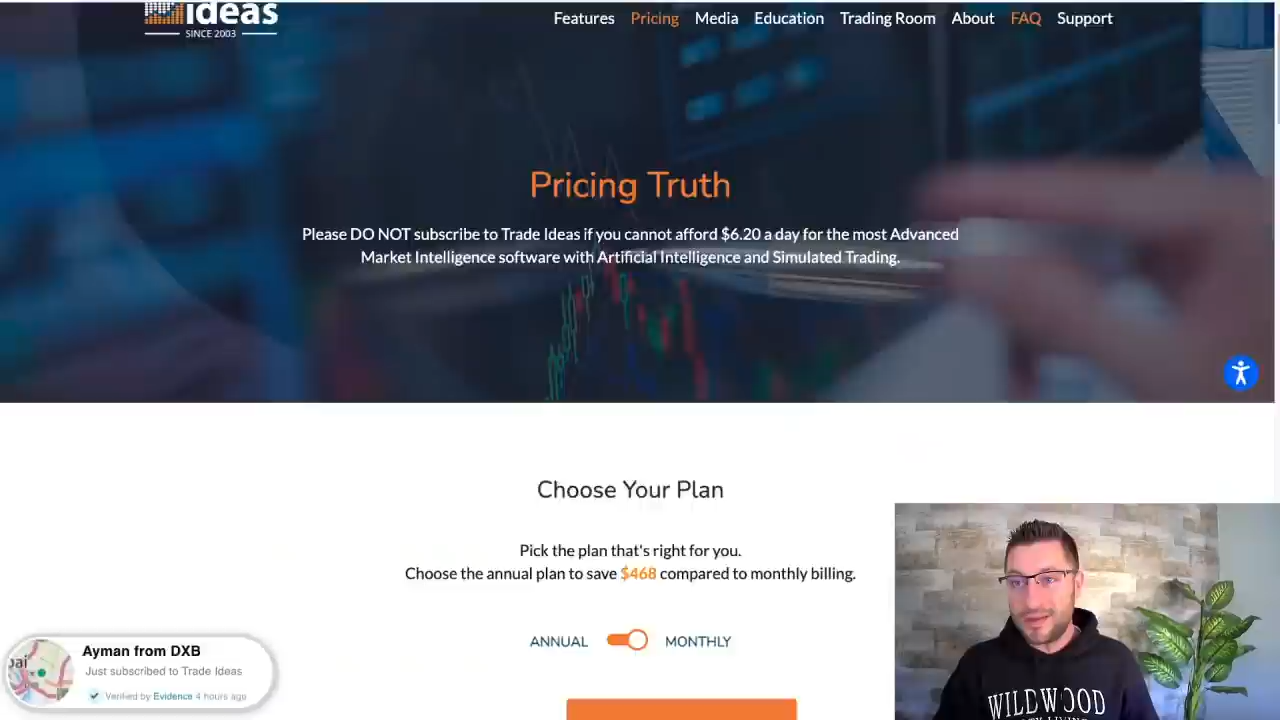 ideas
SINCE 2003
Features Pricing Media Education Trading Room About FAQ Support
Pricing Truth
Please DO NOT subscribe to Trade Ideas if you cannot afford $6.20 a day for the most Advanced
Market Intelligence software with Artificial Intelligence and Simulated Trading.
Choose Your Plan
Pick the plan that's right for you.
Choose the annual plan to save $468 compared to monthly billing.
ANNUAL MONTHLY
Ayman from DXB
Just subscribed to Trade Ideas
Verified by Evidence 4 hours ago
WILDWOOD